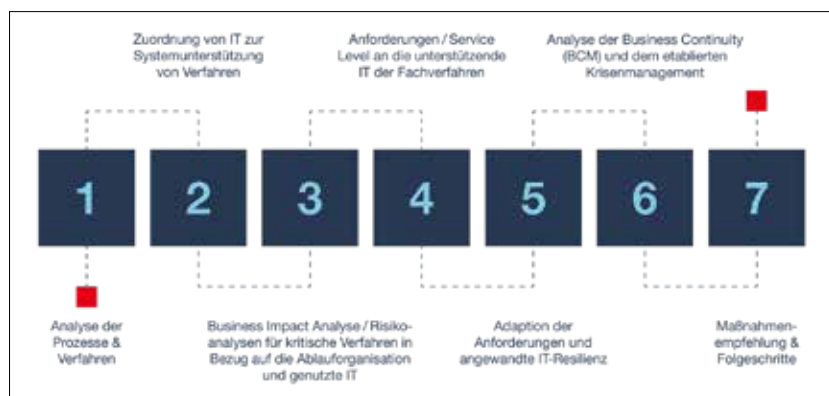 Zuordnung von IT zur
Systemunterstützung
von Verfahren
Anforderungen / Service
Level an die unterstützende
IT der Fachverfahren
Analyse der Business Continuity
(BCM) und dem etablierten
Krisenmanagement
1
2
3
4
5
6
7
Analyse der
Prozesse &
Verfahren
Business Impact Analyse / Risiko-
analysen für kritische Verfahren in
Bezug auf die Ablauforganisation
und genutzte IT
Adaption der
Anforderungen und
angewandte IT-Resilienz
Maßnahmen-
empfehlung &
Folgeschritte